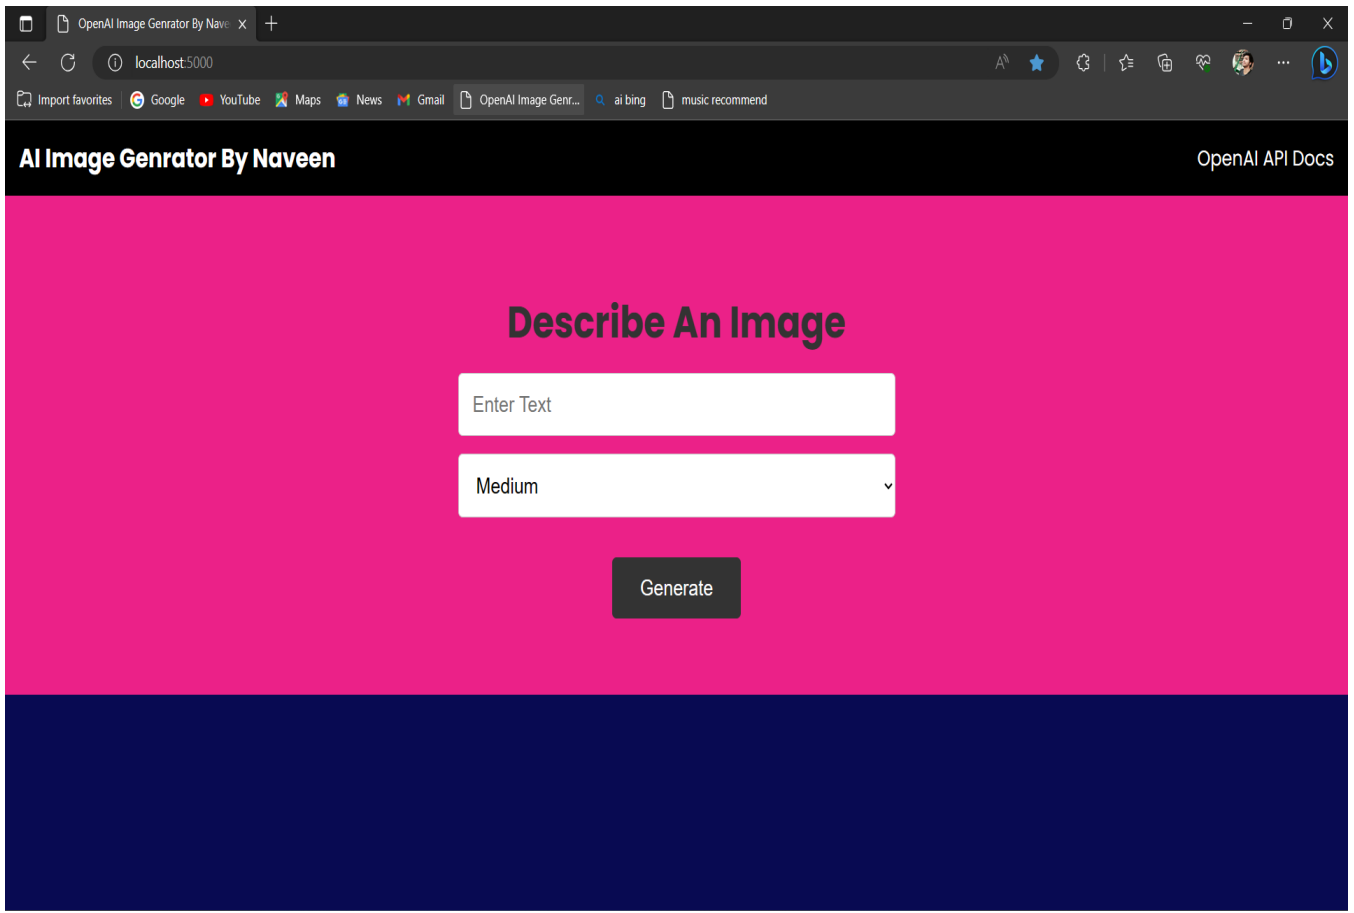 OpenAI Image Genrator By Nave
localhost:5000
Import favorites Google YouTube Maps News Gmail OpenAI Image Genr... ai bing music recommend
AI Image Genrator By Naveen OpenAI API Docs
Describe An Image
Enter Text
Medium
Generate